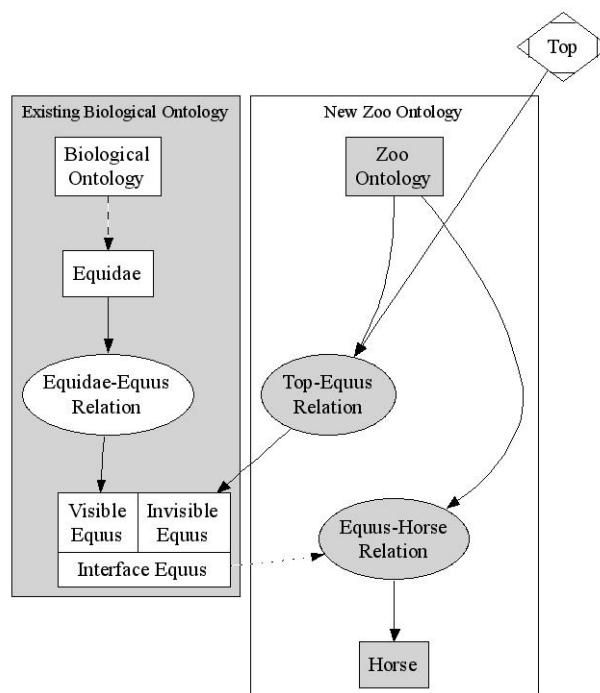 Top
Existing Biological Ontology
New Zoo Ontology
Biological
Ontology
Zoo
Ontology
Equidae
Equidae-Equus
Relation
Top-Equus
Relation
Visible
Equus
Invisible
Equus
Interface Equus
Equus-Horse
Relation
Horse